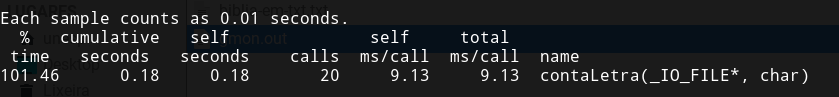 Each sample counts as 0.01 seconds.
  %   cumulative   self              self     total
 time   seconds   seconds    calls  ms/call  ms/call  name
101.46      0.18     0.18       20     9.13     9.13  contaLetra(_IO_FILE*, char)
Lixeira